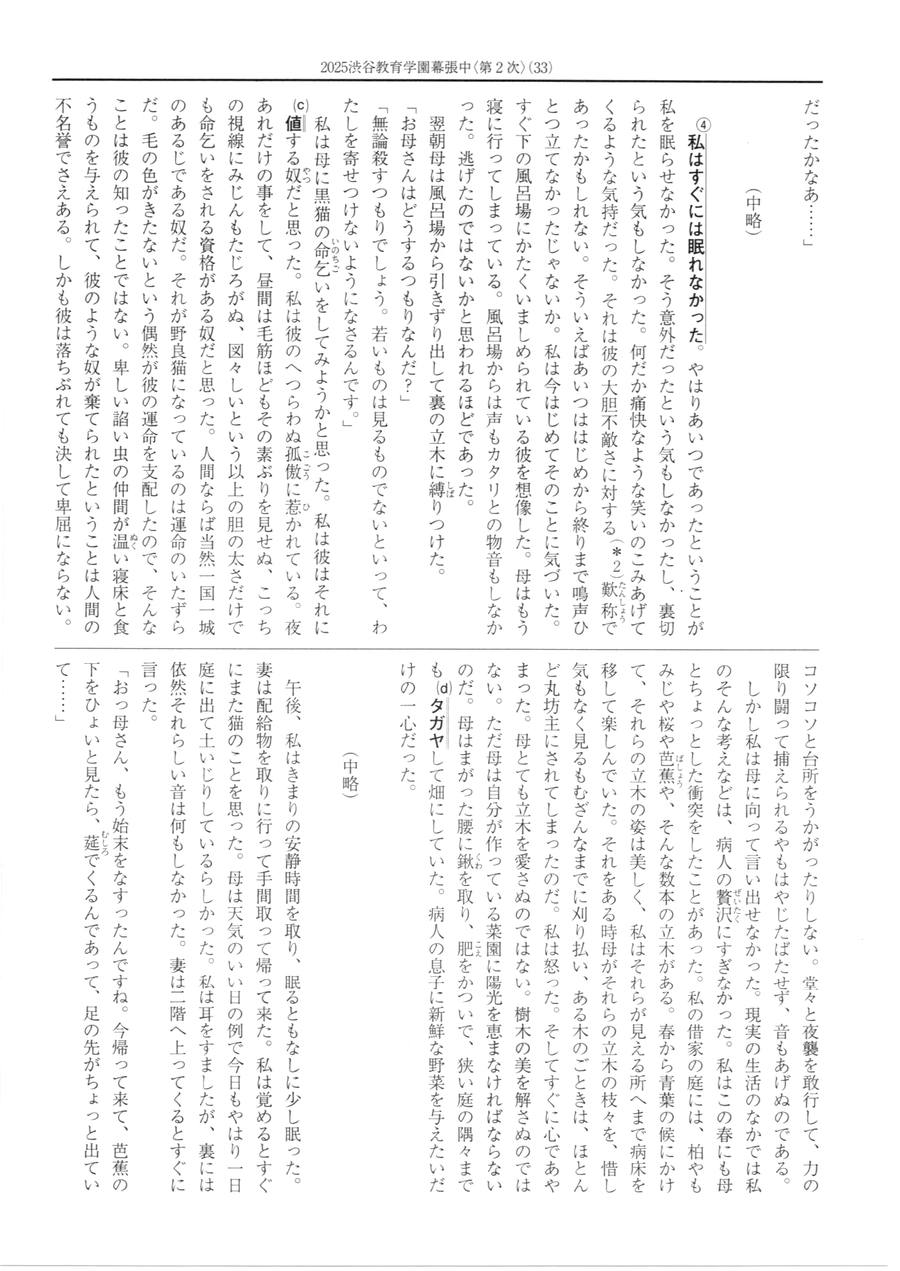 2025渋谷教育学園幕張中〈第2次〉(33)
だったかなあ……」
（中略）
④私はすぐには眠れなかった。やはりあいつであったということが
私を眠らせなかった。そう意外だったという気もしなかったし、裏切
られたという気もしなかった。何だか痛快なような笑いのこみあげて
くるような気持だった。それは彼の大胆不敵さに対する（＊２）歎称で
あったかもしれない。そういえばあいつははじめから終りまで鳴声ひ
とつ立てなかったじゃないか。私は今はじめてそのことに気づいた。
すぐ下の風呂場にかたくいましめられている彼を想像した。母はもう
寝に行ってしまっている。風呂場からは声もカタリとの物音もしなか
った。逃げたのではないかと思われるほどであった。
翌朝母は風呂場から引きずり出して裏の立木に縛りつけた。
「お母さんはどうするつもりなんだ？」
「無論殺すつもりでしょう。若いものは見るものでないといって、わ
たしを寄せつけないようになさるんです。」
私は母に黒猫の命乞いをしてみようかと思った。私は彼はそれに
(c)値する奴だと思った。私は彼のへつらわぬ孤傲に惹かれている。夜
あれだけの事をして、昼間は毛筋ほどもその素ぶりを見せぬ、こっち
の視線にみじんもたじろがぬ、図々しいという以上の胆の太さだけで
も命乞いをされる資格がある奴だと思った。人間ならば当然一国一城
のあるじである奴だ。それが野良猫になっているのは運命のいたずら
だ。毛の色がきたないという偶然が彼の運命を支配したので、そんな
ことは彼の知ったことではない。卑しい諂い虫の仲間が温い寝床と食
うものを与えられて、彼のような奴が棄てられたということは人間の
不名誉でさえある。しかも彼は落ちぶれても決して卑屈にならない。
コソコソと台所をうかがったりしない。堂々と夜襲を敢行して、力の
限り闘って捕えられるやもはやじたばたせず、音もあげぬのである。
しかし私は母に向って言い出せなかった。現実の生活のなかでは私
のそんな考えなどは、病人の贅沢にすぎなかった。私はこの春にも母
とちょっとした衝突をしたことがあった。私の借家の庭には、柏やも
みじや桜や芭蕉や、そんな数本の立木がある。春から青葉の候にかけ
て、それらの立木の姿は美しく、私はそれらが見える所へまで病床を
移して楽しんでいた。それをある時母がそれらの立木の枝々を、惜し
気もなく見るもむざんなまでに刈り払い、ある木のごときは、ほとん
ど丸坊主にされてしまったのだ。私は怒った。そしてすぐに心であや
まった。母とても立木を愛さぬのではない。樹木の美を解さぬのでは
ない。ただ母は自分が作っている菜園に陽光を恵まなければならない
のだ。母はまがった腰に鍬を取り、肥をかついで、狭い庭の隅々まで
も(d)タガヤして畑にしていた。病人の息子に新鮮な野菜を与えたいだ
けの一心だった。
（中略）
午後、私はきまりの安静時間を取り、眠るともなしに少し眠った。
妻は配給物を取りに行って手間取って帰って来た。私は覚めるとすぐ
にまた猫のことを思った。母は天気のいい日の例で今日もやはり一日
庭に出て土いじりしているらしかった。私は耳をすましたが、裏には
依然それらしい音は何もしなかった。妻は二階へ上ってくるとすぐに
言った。
「おっ母さん、もう始末をなすったんですね。今帰って来て、芭蕉の
下をひょいと見たら、莚でくるんであって、足の先がちょっと出てい
て……」